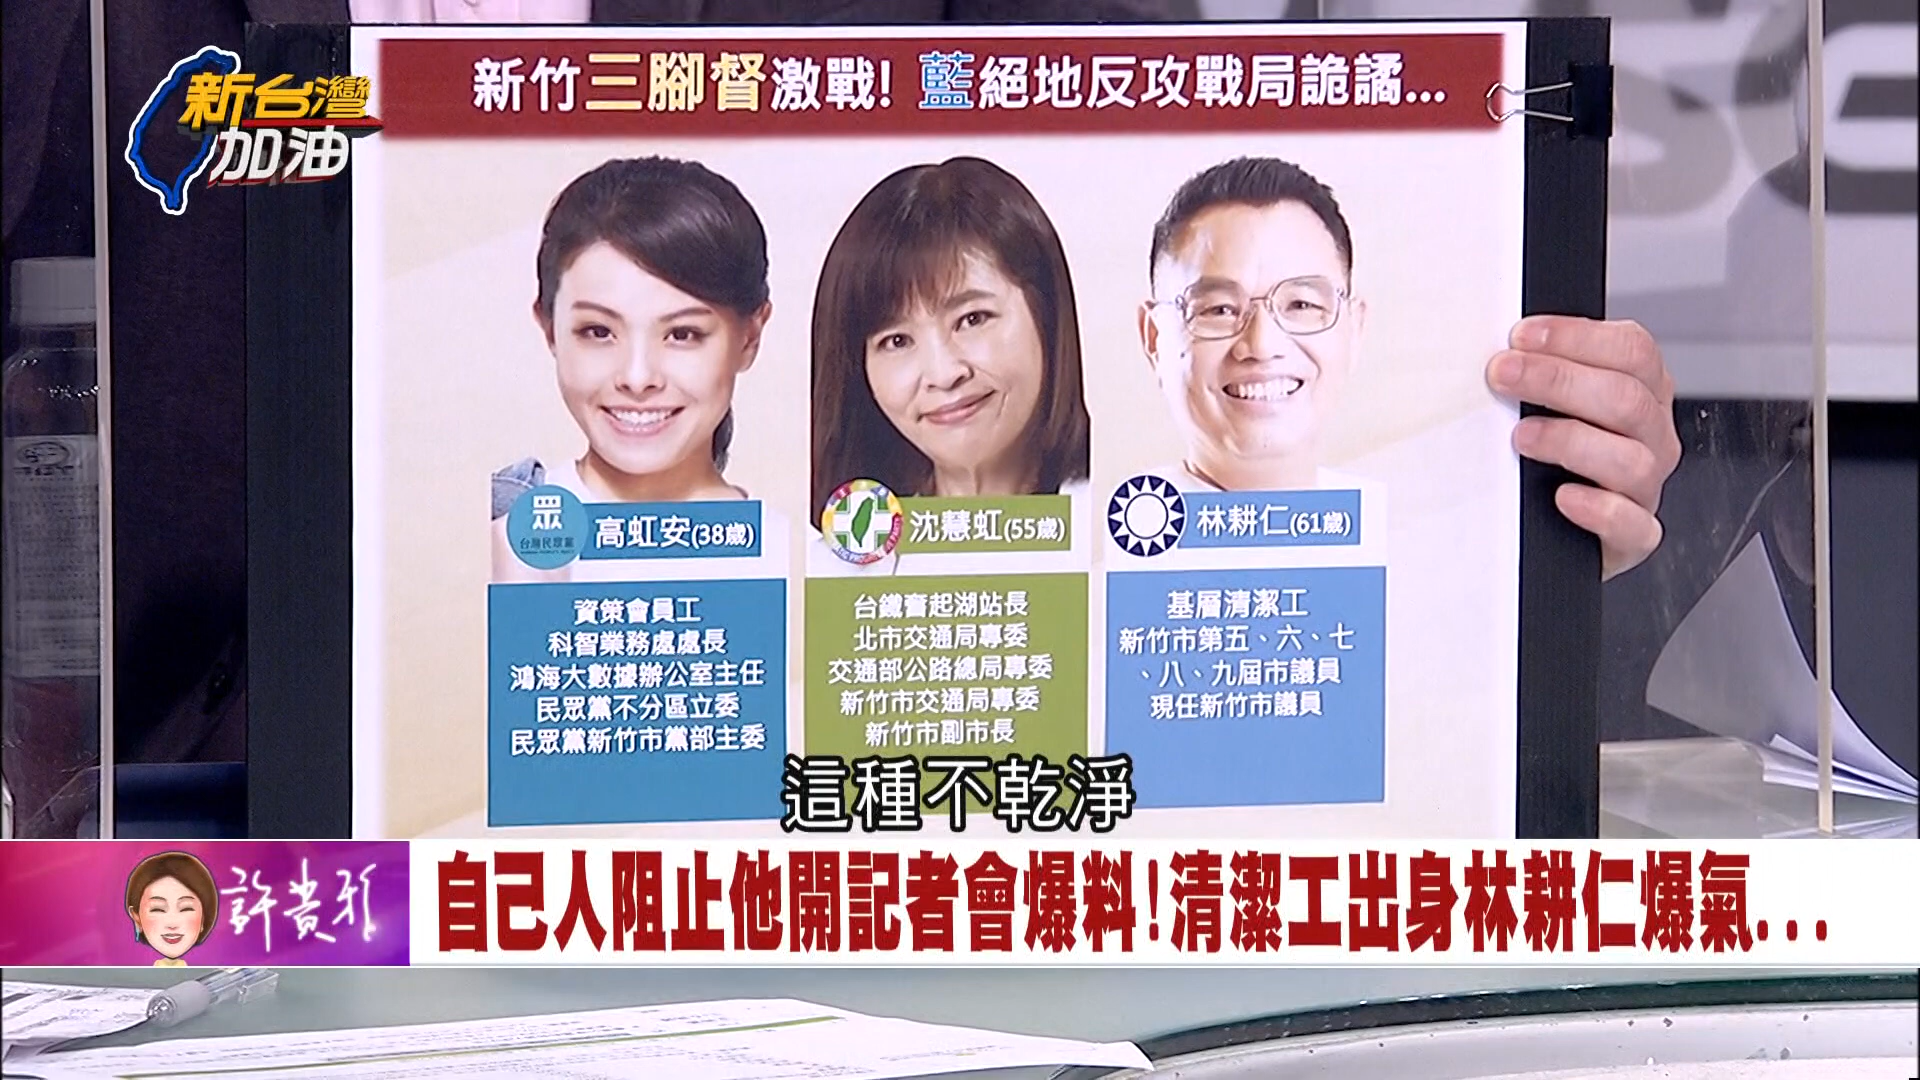 新台灣
加油
新竹三腳督激戰! 藍絕地反攻戰局詭譎...
眾
台灣民眾黨
高虹安(38歲)
資策會員工
科智業務處處長
鴻海大數據辦公室主任
民眾黨不分區立委
民眾黨新竹市黨部主委
沈慧虹(55歲)
台鐵奮起湖站長
北市交通局專委
交通部公路總局專委
新竹市交通局專委
新竹市副市長
林耕仁(61歲)
基層清潔工
新竹市第五、六、七
、八、九屆市議員
現任新竹市議員
這種不乾淨
許貴雅
自己人阻止他開記者會爆料!清潔工出身林耕仁爆氣...